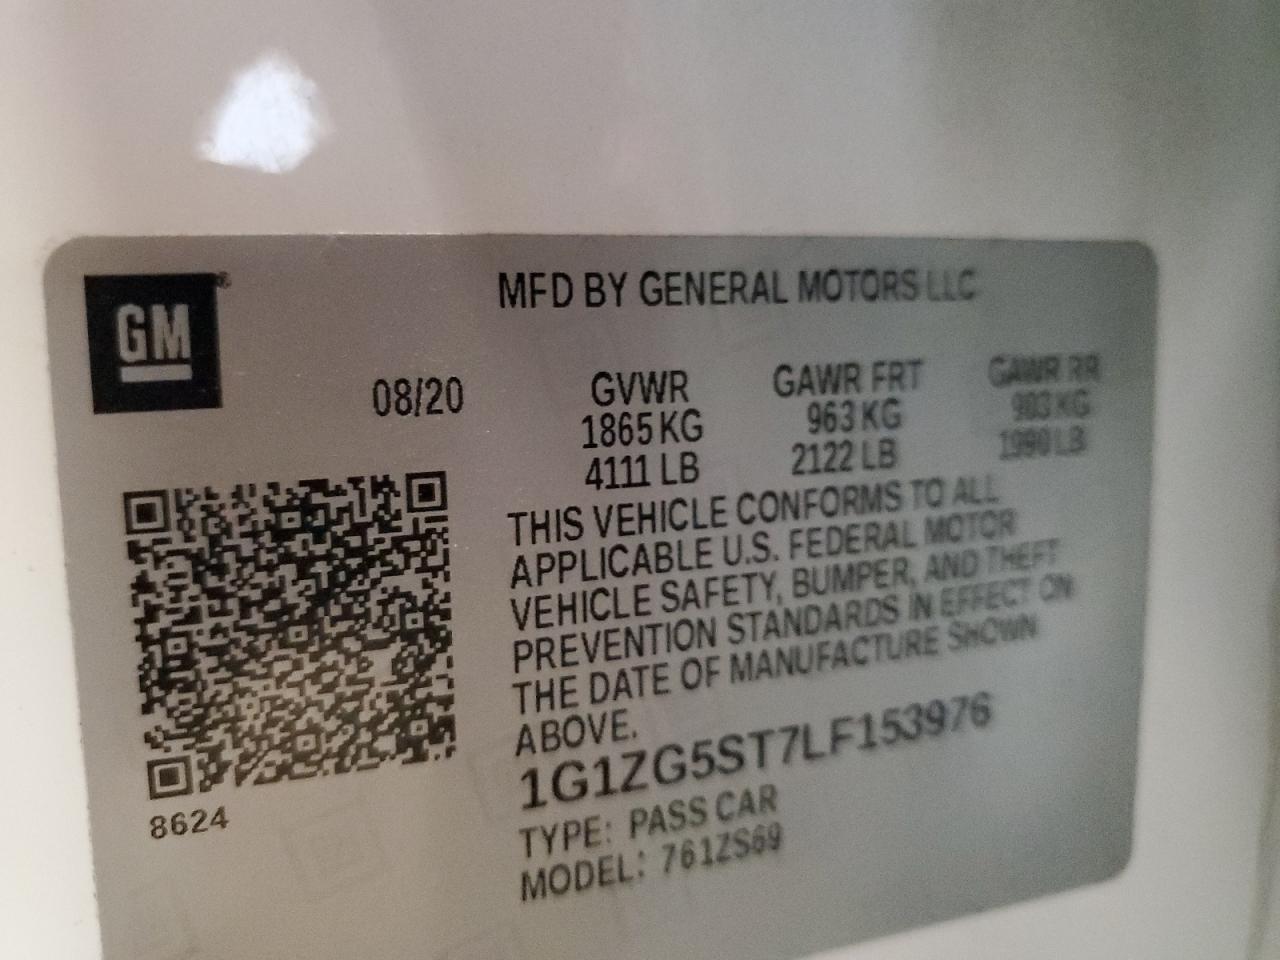 GM®
MFD BY GENERAL MOTORS LLC
08/20
GVWR GAWR FRT GAWR RR
1865 KG 963 KG 903 KG
4111 LB 2122 LB 1990 LB
THIS VEHICLE CONFORMS TO ALL
APPLICABLE U.S. FEDERAL MOTOR
VEHICLE SAFETY, BUMPER, AND THEFT
PREVENTION STANDARDS IN EFFECT ON
THE DATE OF MANUFACTURE SHOWN
ABOVE.
1G1ZG5ST7LF153976
TYPE: PASS CAR
MODEL: 761ZS69
8624